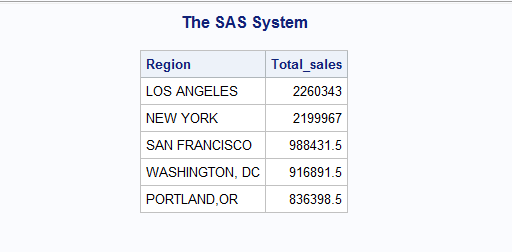 The SAS System
Region Total_sales
LOS ANGELES 2260343
NEW YORK 2199967
SAN FRANCISCO 988431.5
WASHINGTON, DC 916891.5
PORTLAND,OR 836398.5